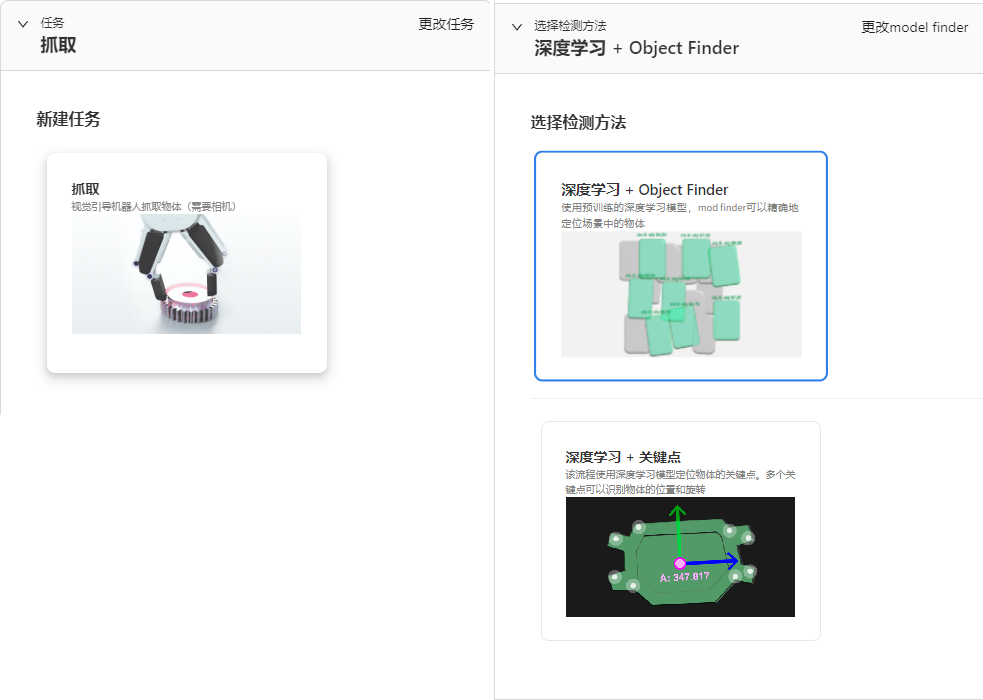 任务
抓取
更改任务
新建任务
抓取
视觉引导机器人抓取物体（需要相机）
选择检测方法
深度学习 + Object Finder
更改model finder
选择检测方法
深度学习 + Object Finder
使用预训练的深度学习模型，mod finder可以精确地
定位场景中的物体
深度学习 + 关键点
该流程使用深度学习模型定位物体的关键点。多个关
键点可以识别物体的位置和旋转
A: 347.817